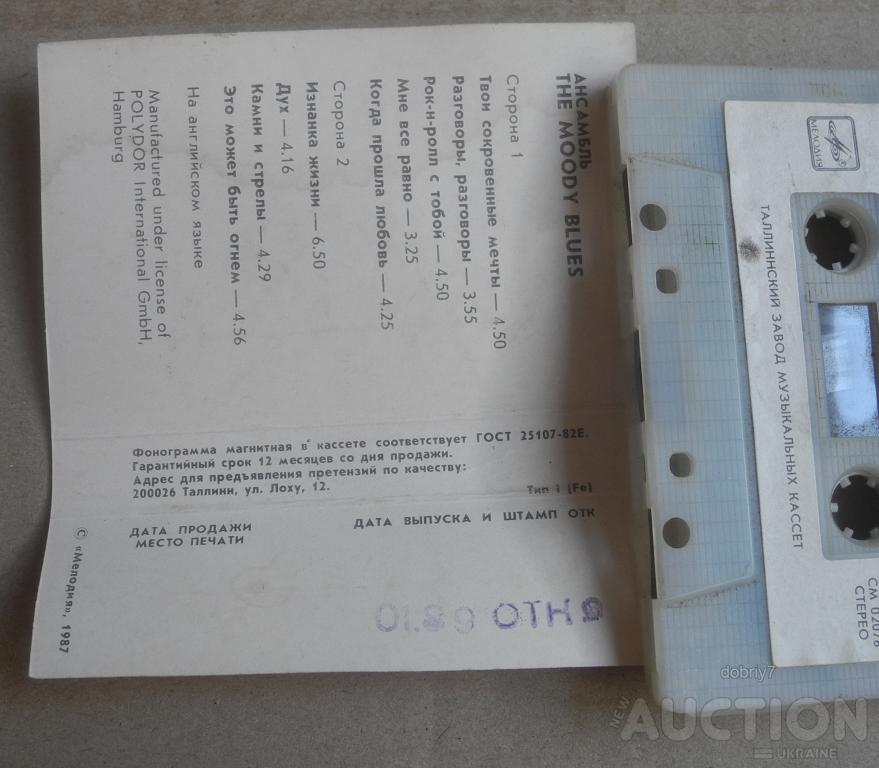 АНСАМБЛЬ
THE MOODY BLUES
Сторона 1
Твои сокровенные мечты — 4.50
Разговоры, разговоры — 3.55
Рок-н-ролл с тобой — 4.50
Мне все равно — 3.25
Когда прошла любовь — 4.25
Сторона 2
Изнанка жизни — 6.50
Дух — 4.16
Камни и стрелы — 4.29
Это может быть огнем — 4.56
На английском языке
Manufactured under license of
POLYDOR International GmbH,
Hamburg
Фонограмма магнитная в кассете соответствует ГОСТ 25107-82Е.
Гарантийный срок 12 месяцев со дня продажи.
Адрес для предъявления претензий по качеству:
200026 Таллинн, ул. Лоху, 12.
Тип I (Fe)
ДАТА ПРОДАЖИ
МЕСТО ПЕЧАТИ
ДАТА ВЫПУСКА И ШТАМП ОТК
© «Мелодия», 1987
МЕЛОДИЯ
ТАЛЛИННСКИЙ ЗАВОД МУЗЫКАЛЬНЫХ КАССЕТ
СМ
СТЕРЕО
dobriy7
NEW
AUCTION
UKRAINE